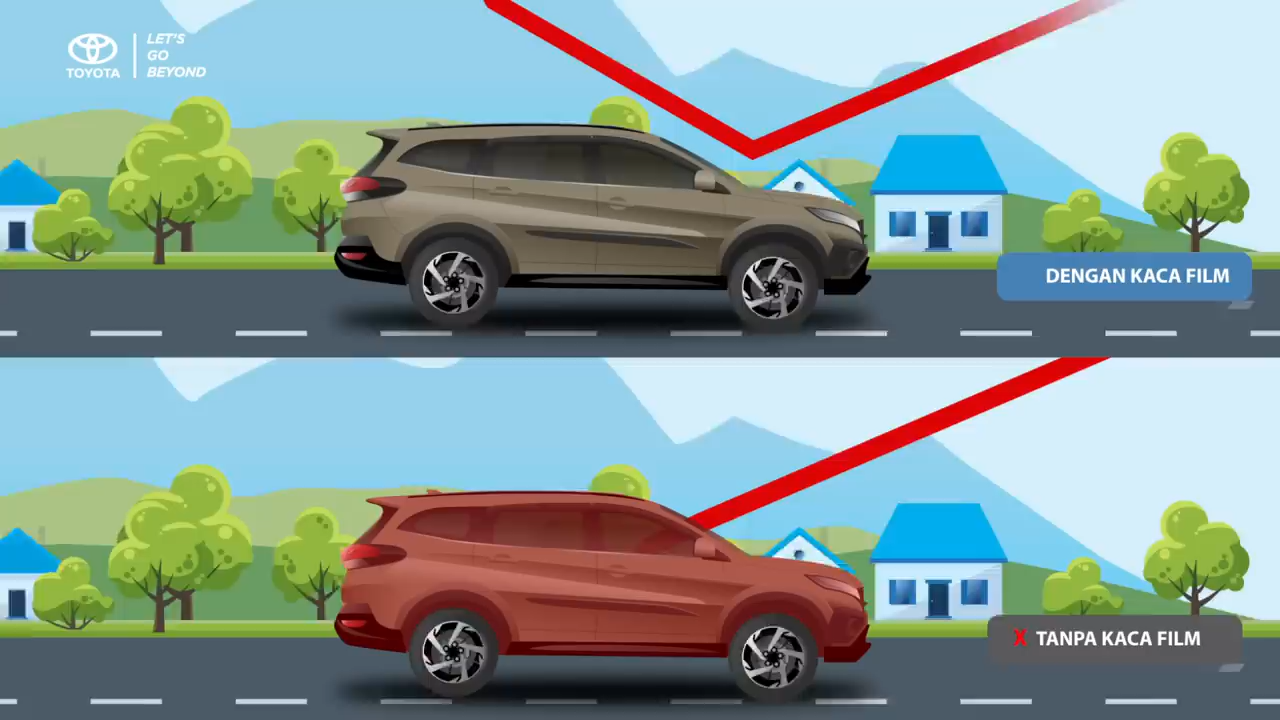 TOYOTA
LET'S
GO
BEYOND
DENGAN KACA FILM
X TANPA KACA FILM